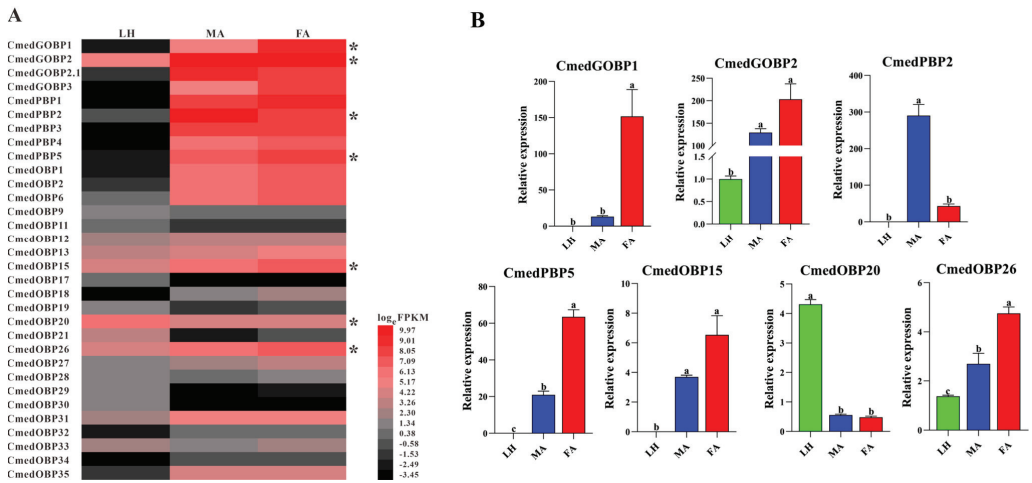 A
LH MA FA
CmedGOBP1 *
CmedGOBP2 *
CmedGOBP2.1
CmedGOBP3
CmedPBP1
CmedPBP2 *
CmedPBP3
CmedPBP4
CmedPBP5 *
CmedOBP1
CmedOBP2
CmedOBP6
CmedOBP9
CmedOBP11
CmedOBP12
CmedOBP13
CmedOBP15 *
CmedOBP17
CmedOBP18
CmedOBP19
CmedOBP20 *
CmedOBP21
CmedOBP26 *
CmedOBP27
CmedOBP28
CmedOBP29
CmedOBP30
CmedOBP31
CmedOBP32
CmedOBP33
CmedOBP34
CmedOBP35
logeFPKM
9.97
9.01
8.05
7.09
6.13
5.17
4.22
3.26
2.30
1.34
0.38
-0.58
-1.53
-2.49
-3.45
B
CmedGOBP1
Relative expression
200
150
100
50
0
b b a
LH MA FA
CmedGOBP2
Relative expression
250
200
150
100
50
1.5
1.0
0.5
0.0
b a a
LH MA FA
CmedPBP2
Relative expression
400
300
200
100
0
b a b
LH MA FA
CmedPBP5
Relative expression
80
60
40
20
0
c b a
LH MA FA
CmedOBP15
Relative expression
10
8
6
4
2
0
b a a
LH MA FA
CmedOBP20
Relative expression
5
4
3
2
1
0
a b b
LH MA FA
CmedOBP26
Relative expression
6
4
2
0
c b a
LH MA FA